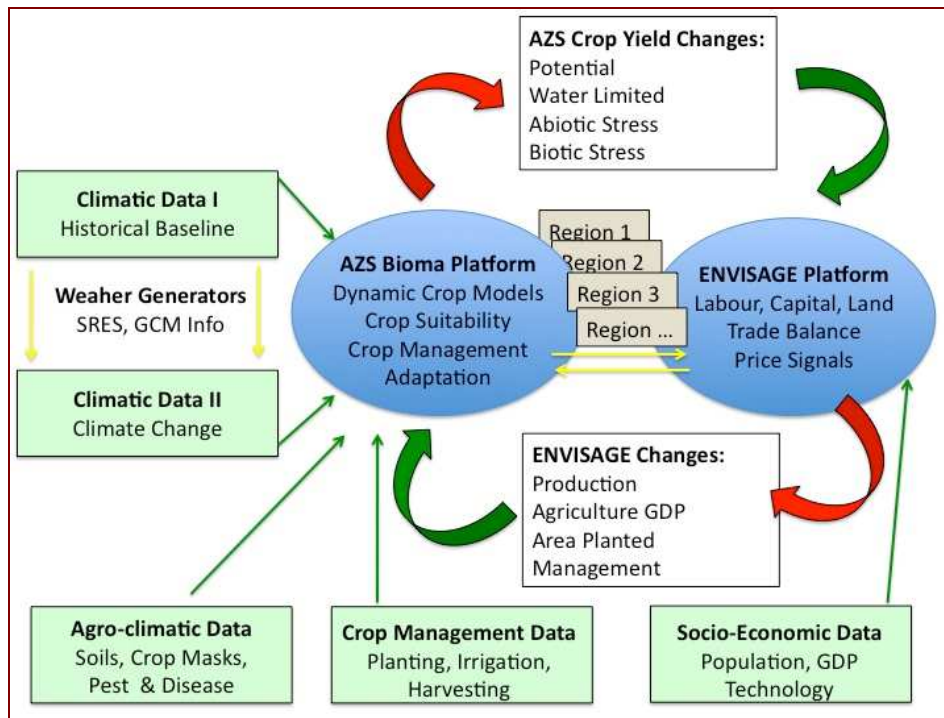 AZS Crop Yield Changes:
Potential
Water Limited
Abiotic Stress
Biotic Stress
Climatic Data I
Historical Baseline
Weaher Generators
SRES, GCM Info
Climatic Data II
Climate Change
AZS Bioma Platform
Dynamic Crop Models
Crop Suitability
Crop Management
Adaptation
Region 1
Region 2
Region 3
Region ...
ENVISAGE Platform
Labour, Capital, Land
Trade Balance
Price Signals
ENVISAGE Changes:
Production
Agriculture GDP
Area Planted
Management
Agro-climatic Data
Soils, Crop Masks,
Pest & Disease
Crop Management Data
Planting, Irrigation,
Harvesting
Socio-Economic Data
Population, GDP
Technology